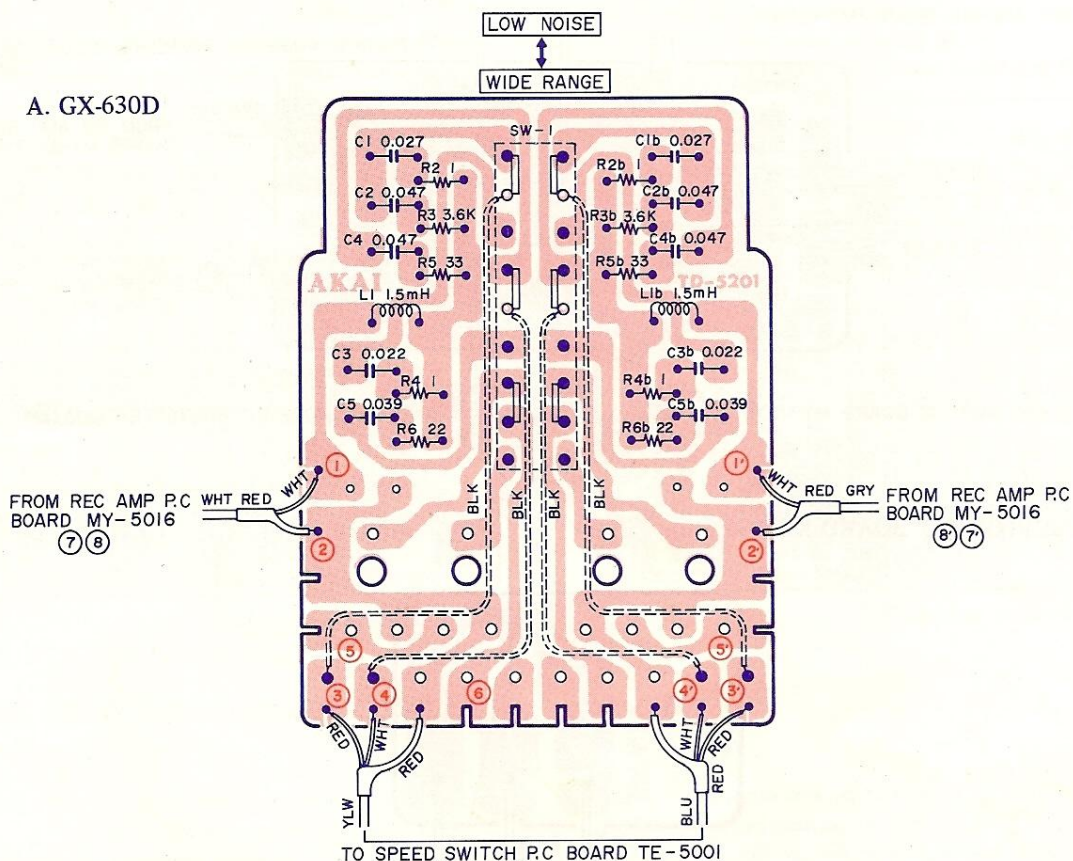 LOW NOISE
WIDE RANGE
A. GX-630D
SW-1
C1 0.027
R2 1
C2 0.047
R3 3.6K
C4 0.047
R5 33
AKAI
L1 1.5mH
C3 0.022
R4 1
C5 0.039
R6 22
C1b 0.027
R2b 1
C2b 0.047
R3b 3.6K
C4b 0.047
R5b 33
TD-5201
L1b 1.5mH
C3b 0.022
R4b 1
C5b 0.039
R6b 22
1
WHT
FROM REC AMP P.C WHT RED
BOARD MY-5016
7 8
2
BLK
BLK
BLK
BLK
1'
WHT
RED GRY FROM REC AMP P.C
BOARD MY-5016
8' 7'
2'
5
5'
3
4
6
4'
3'
RED
WHT
RED
YLW
WHT
RED
RED
BLU
TO SPEED SWITCH P.C BOARD TE-5001